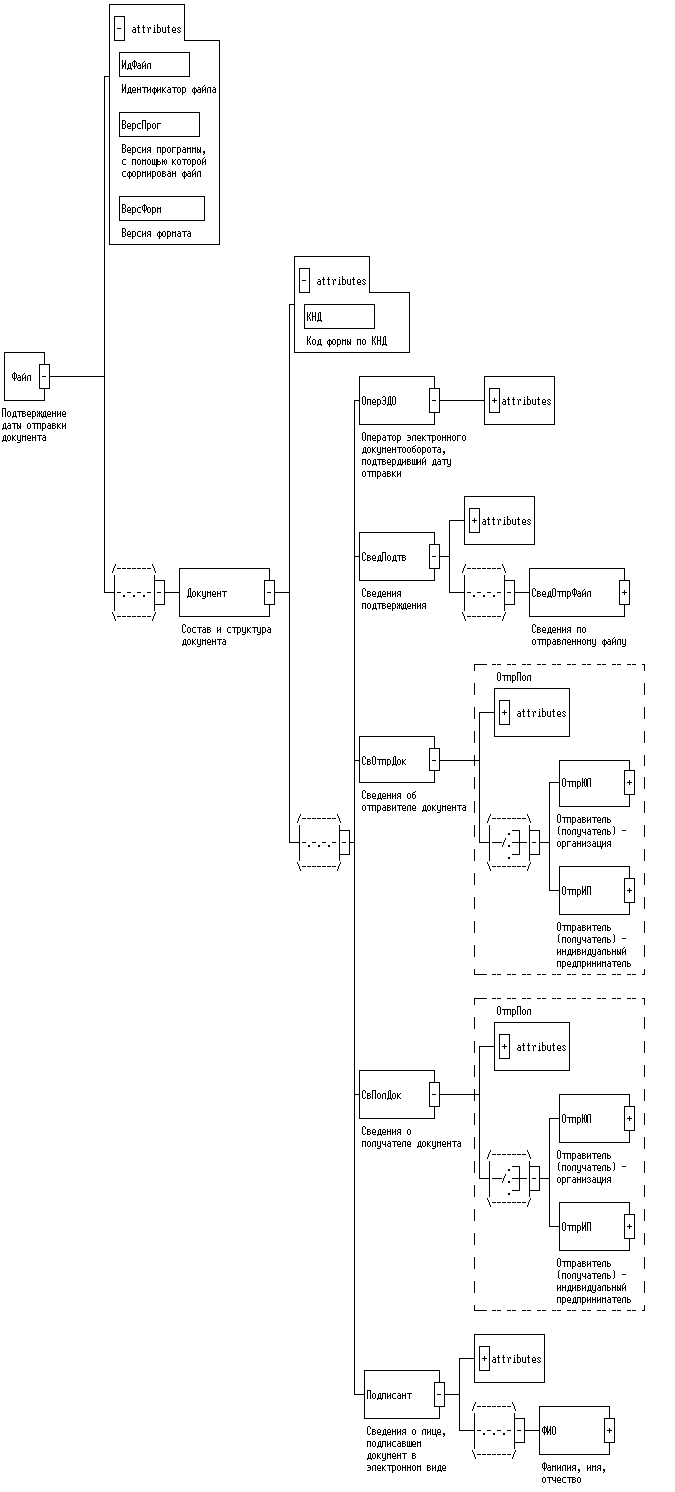 attributes
ИдФайл
Идентификатор файла
ВерсПрог
Версия программы,
с помощью которой
сформирован файл
ВерсФорм
Версия формата
attributes
КНД
Код формы по КНД
Файл
Подтверждение
даты отправки
документа
ОперЭДО
attributes
Оператор электронного
документооборота,
подтвердивший дату
отправки
attributes
СведПодтв
Сведения
подтверждения
СведОтпрФайл
Сведения по
отправленному файлу
Документ
Состав и структура
документа
ОтпрПол
attributes
СвОтпрДок
Сведения об
отправителе документа
ОтпрЮЛ
Отправитель
(получатель) -
организация
ОтпрИП
Отправитель
(получатель) -
индивидуальный
предприниматель
ОтпрПол
attributes
СвПолДок
Сведения о
получателе документа
ОтпрЮЛ
Отправитель
(получатель) -
организация
ОтпрИП
Отправитель
(получатель) -
индивидуальный
предприниматель
attributes
Подписант
Сведения о лице,
подписавшем
документ в
электронном виде
ФИО
Фамилия, имя,
отчество